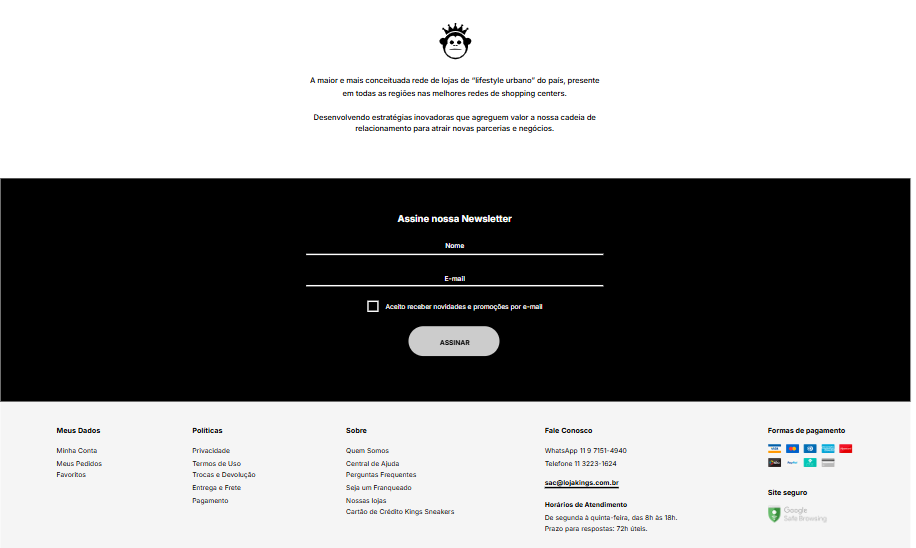 A maior e mais conceituada rede de lojas de “lifestyle urbano” do país, presente
em todas as regiões nas melhores redes de shopping centers.
Desenvolvendo estratégias inovadoras que agreguem valor a nossa cadeia de
relacionamento para atrair novas parcerias e negócios.
Assine nossa Newsletter
Nome
E-mail
Aceito receber novidades e promoções por e-mail
ASSINAR
Meus Dados
Minha Conta
Meus Pedidos
Favoritos
Políticas
Privacidade
Termos de Uso
Trocas e Devolução
Entrega e Frete
Pagamento
Sobre
Quem Somos
Central de Ajuda
Perguntas Frequentes
Seja um Franqueado
Nossas lojas
Cartão de Crédito Kings Sneakers
Fale Conosco
WhatsApp 11 9 7151-4940
Telefone 11 3223-1624
sac@lojakings.com.br
Horários de Atendimento
De segunda à quinta-feira, das 8h às 18h.
Prazo para respostas: 72h úteis.
Formas de pagamento
Site seguro
Google
Safe Browsing